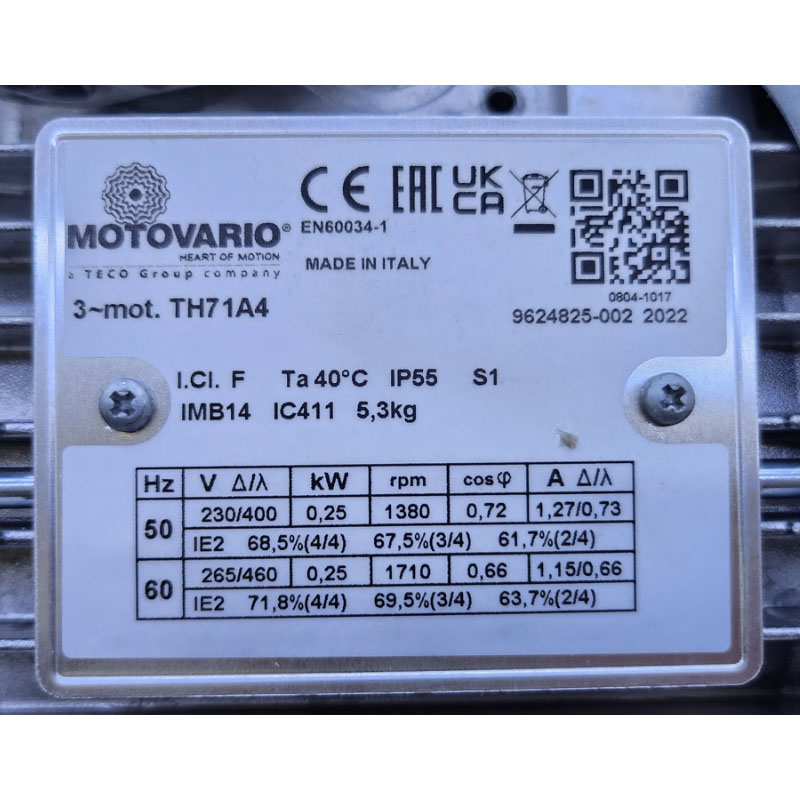 MOTOVARIO®
HEART OF MOTION
a TECO Group company
CE EAC UK CA
EN60034-1
MADE IN ITALY
0804-1017
3~mot. TH71A4
9624825-002 2022
I.Cl. F Ta 40°C IP55 S1
IMB14 IC411 5,3kg
Hz V Δ/λ kW rpm cosφ A Δ/λ
50 230/400 0,25 1380 0,72 1,27/0,73
IE2 68,5%(4/4) 67,5%(3/4) 61,7%(2/4)
60 265/460 0,25 1710 0,66 1,15/0,66
IE2 71,8%(4/4) 69,5%(3/4) 63,7%(2/4)